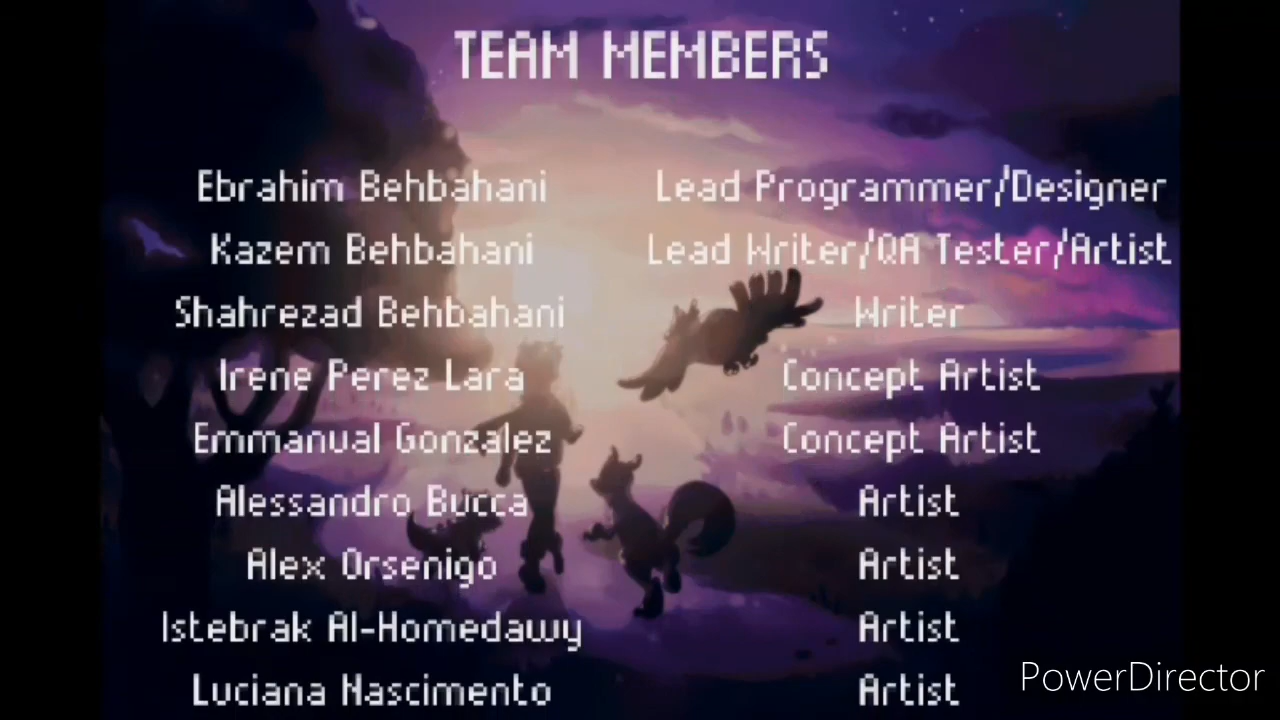 TEAM MEMBERS
Ebrahim Behbahani Lead Programmer/Designer
Kazem Behbahani Lead Writer/QA Tester/Artist
Shahrezad Behbahani Writer
Irene Perez Lara Concept Artist
Emmanual Gonzalez Concept Artist
Alessandro Bucca Artist
Alex Orsenigo Artist
Istebrak Al-Homedawy Artist
Luciana Nascimento Artist
PowerDirector